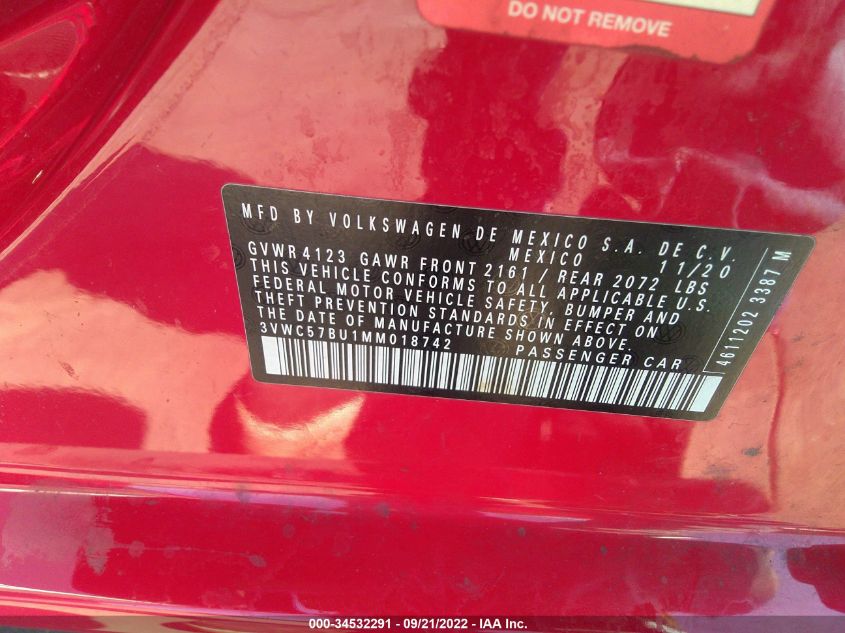 DO NOT REMOVE
MFD BY VOLKSWAGEN DE MEXICO S.A. DE C.V.
MEXICO 11/20
GVWR 4123 GAWR FRONT 2161 / REAR 2072 LBS
THIS VEHICLE CONFORMS TO ALL APPLICABLE U.S.
FEDERAL MOTOR VEHICLE SAFETY, BUMPER AND
THEFT PREVENTION STANDARDS IN EFFECT ON
THE DATE OF MANUFACTURE SHOWN ABOVE.
3VWC57BU1MM018742 PASSENGER CAR
4611202 3387 M
000-34532291 - 09/21/2022 - IAA Inc.